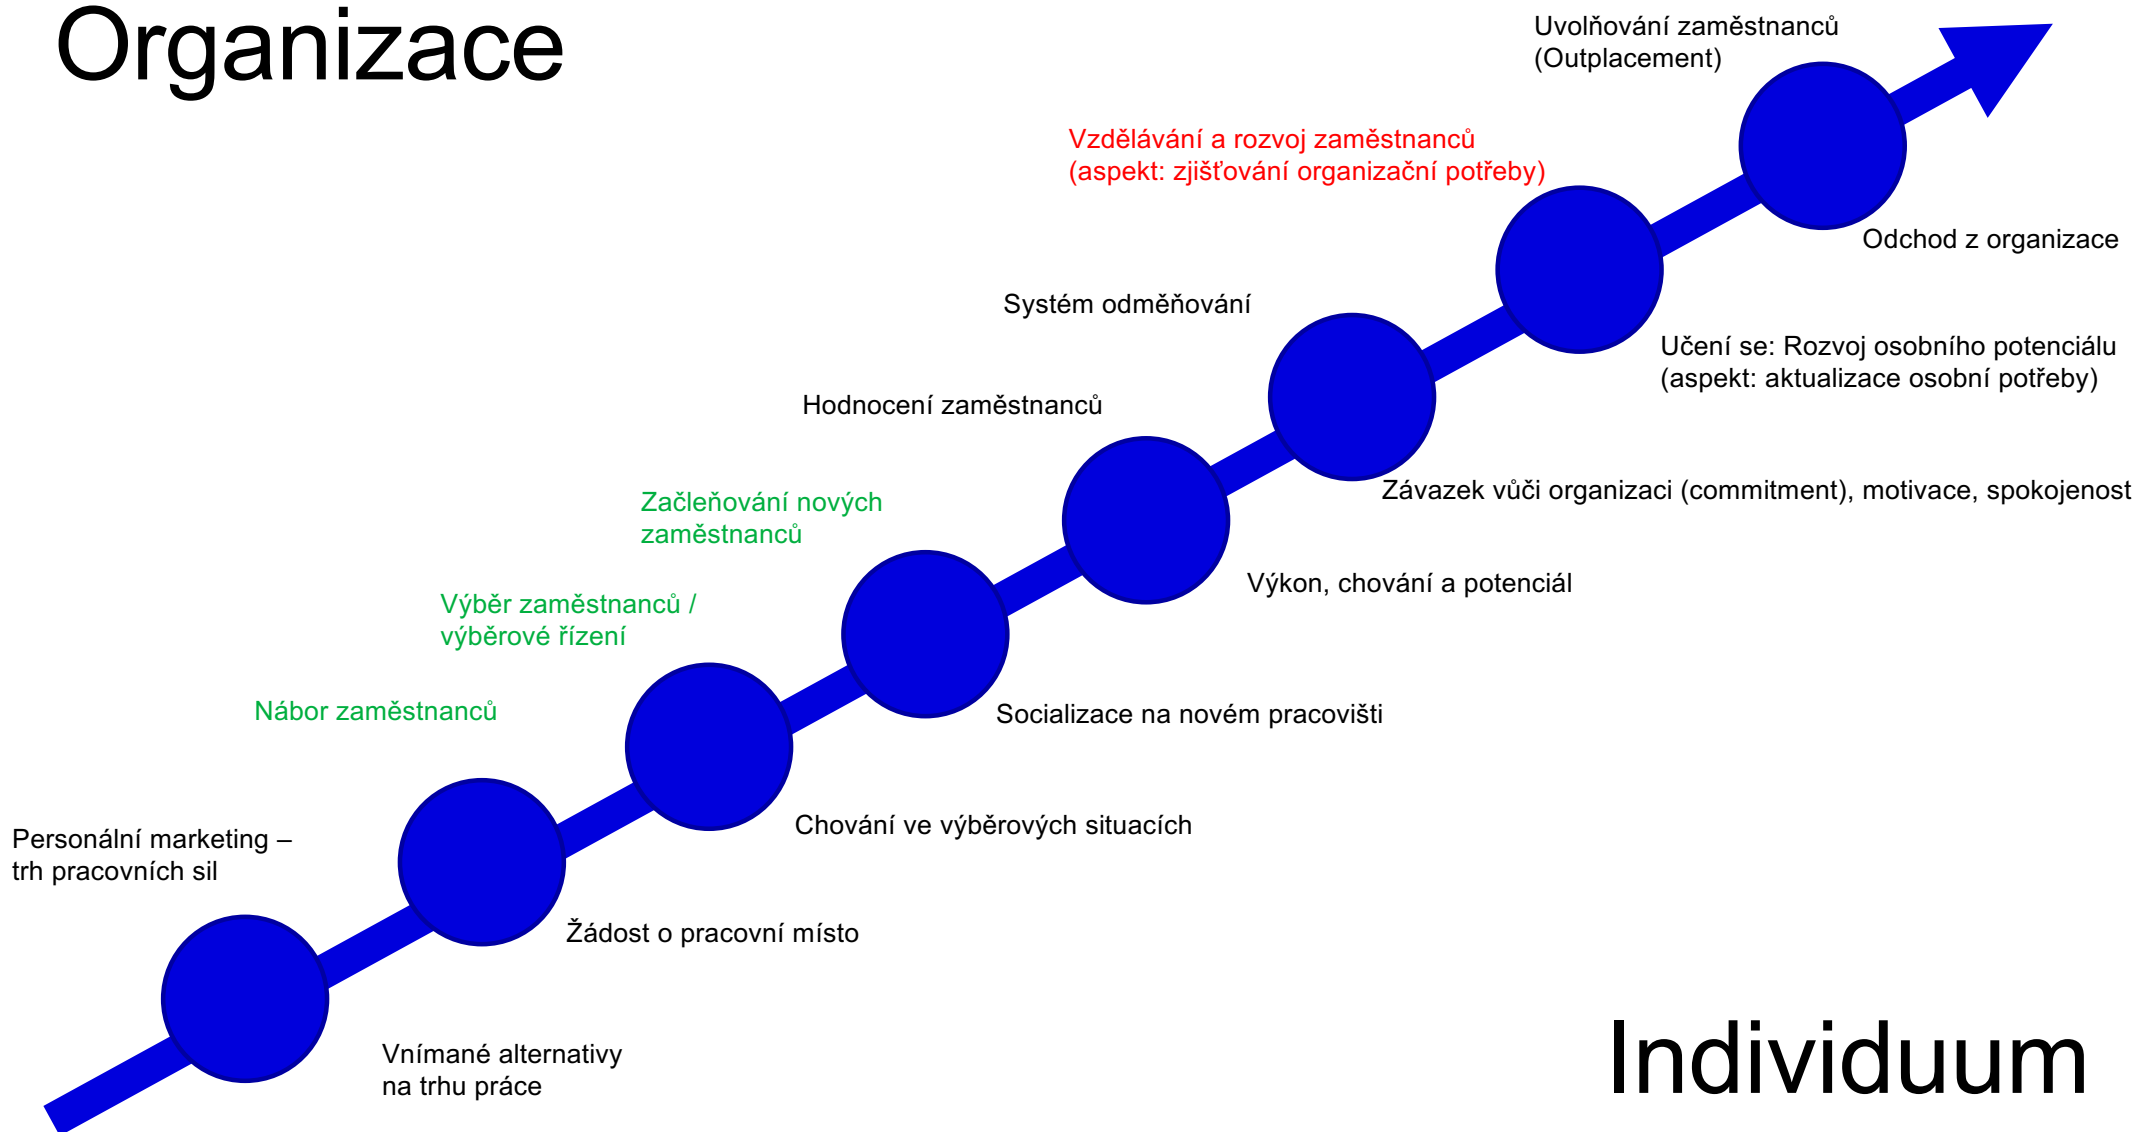 Organizace
Uvolňování zaměstnanců
(Outplacement)
Vzdělávání a rozvoj zaměstnanců
(aspekt: zjišťování organizační potřeby)
Odchod z organizace
Systém odměňování
Učení se: Rozvoj osobního potenciálu
(aspekt: aktualizace osobní potřeby)
Hodnocení zaměstnanců
Závazek vůči organizaci (commitment), motivace, spokojenost
Začleňování nových
zaměstnanců
Výkon, chování a potenciál
Výběr zaměstnanců /
výběrové řízení
Socializace na novém pracovišti
Nábor zaměstnanců
Chování ve výběrových situacích
Personální marketing –
trh pracovních sil
Žádost o pracovní místo
Vnímané alternativy
na trhu práce
Individuum